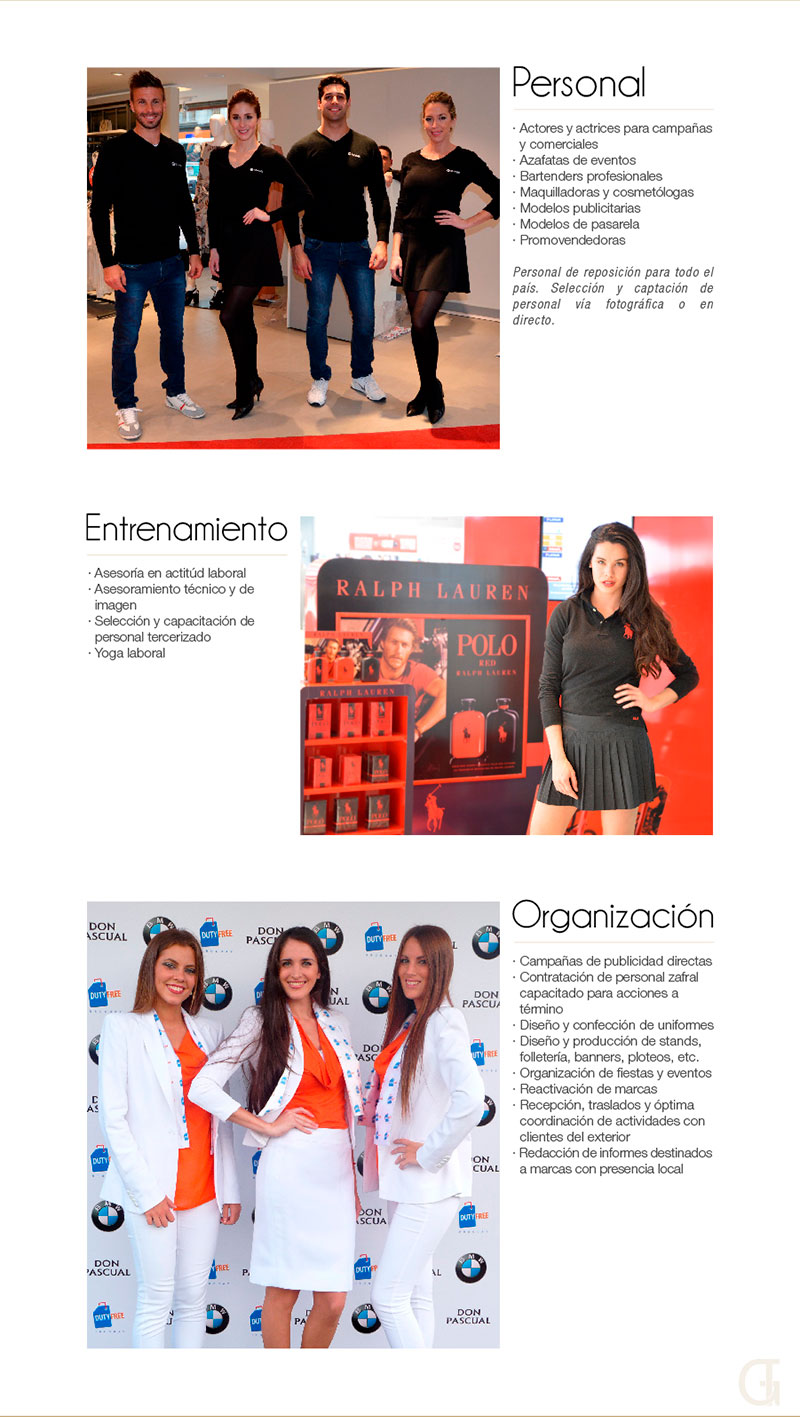 Personal
· Actores y actrices para campañas
y comerciales
· Azafatas de eventos
· Bartenders profesionales
· Maquilladoras y cosmetólogas
· Modelos publicitarias
· Modelos de pasarela
· Promovendedoras
Personal de reposición para todo el
país. Selección y captación de
personal vía fotográfica o en
directo.
Entrenamiento
· Asesoría en actitúd laboral
· Asesoramiento técnico y de
imagen
· Selección y capacitación de
personal tercerizado
· Yoga laboral
RALPH LAUREN
POLO
RED
RALPH LAUREN
RALPH LAUREN
Organización
· Campañas de publicidad directas
· Contratación de personal zafral
capacitado para acciones a
término
· Diseño y confección de uniformes
· Diseño y producción de stands,
folletería, banners, ploteos, etc.
· Organización de fiestas y eventos
· Reactivación de marcas
· Recepción, traslados y óptima
coordinación de actividades con
clientes del exterior
· Redacción de informes destinados
a marcas con presencia local
DON
PASCUAL
BMW
DUTY FREE